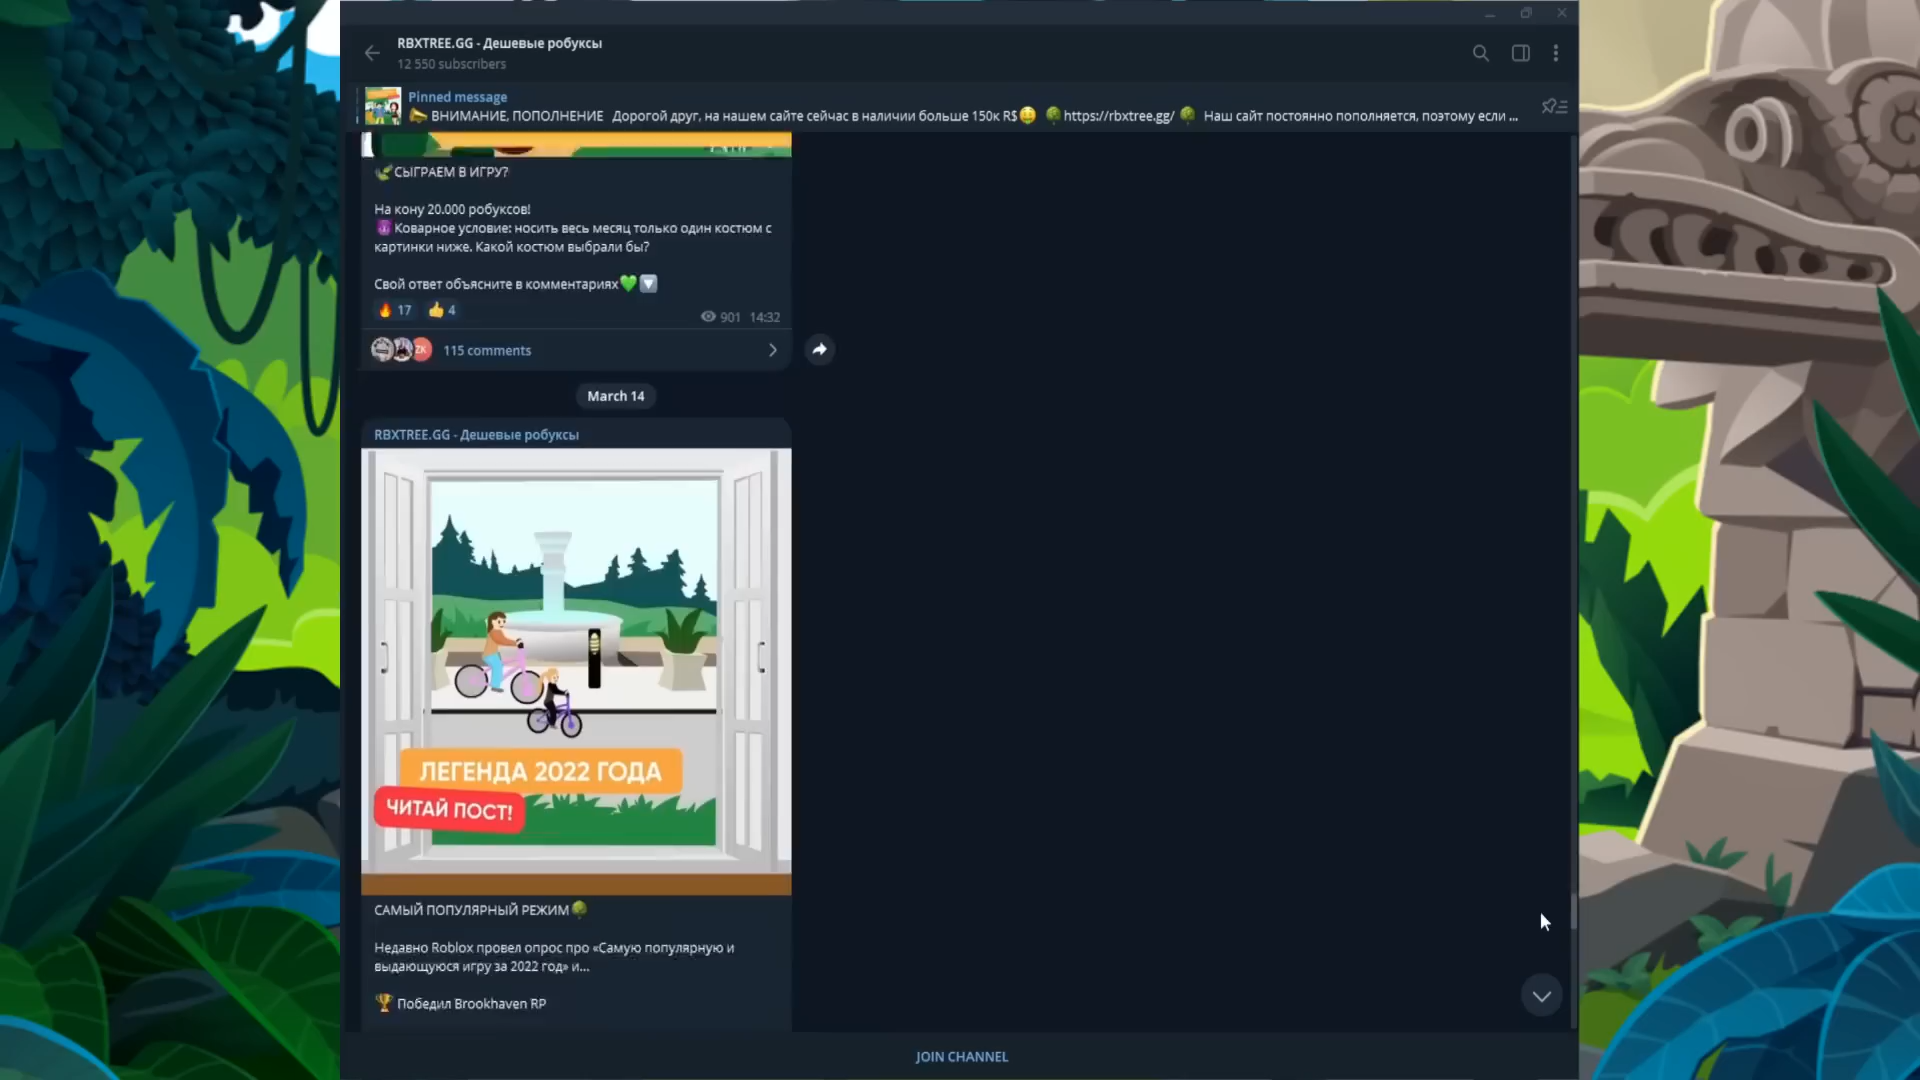 RBXTREE.GG - Дешевые робуксы
12 550 subscribers
Pinned message
ВНИМАНИЕ, ПОПОЛНЕНИЕ Дорогой друг, на нашем сайте сейчас в наличии больше 150к R$🤑 🌳https://rbxtree.gg/ 🌳 Наш сайт постоянно пополняется, поэтому если ...
🌿СЫГРАЕМ В ИГРУ?
На кону 20.000 робуксов!
😈Коварное условие: носить весь месяц только один костюм с
картинки ниже. Какой костюм выбрали бы?
Свой ответ объясните в комментариях💚🔽
🔥 17 👍 4
901 14:32
ZK 115 comments
March 14
RBXTREE.GG - Дешевые робуксы
ЛЕГЕНДА 2022 ГОДА
ЧИТАЙ ПОСТ!
САМЫЙ ПОПУЛЯРНЫЙ РЕЖИМ🌳
Недавно Roblox провел опрос про «Самую популярную и
выдающуюся игру за 2022 год» и...
🏆 Победил Brookhaven RP
JOIN CHANNEL